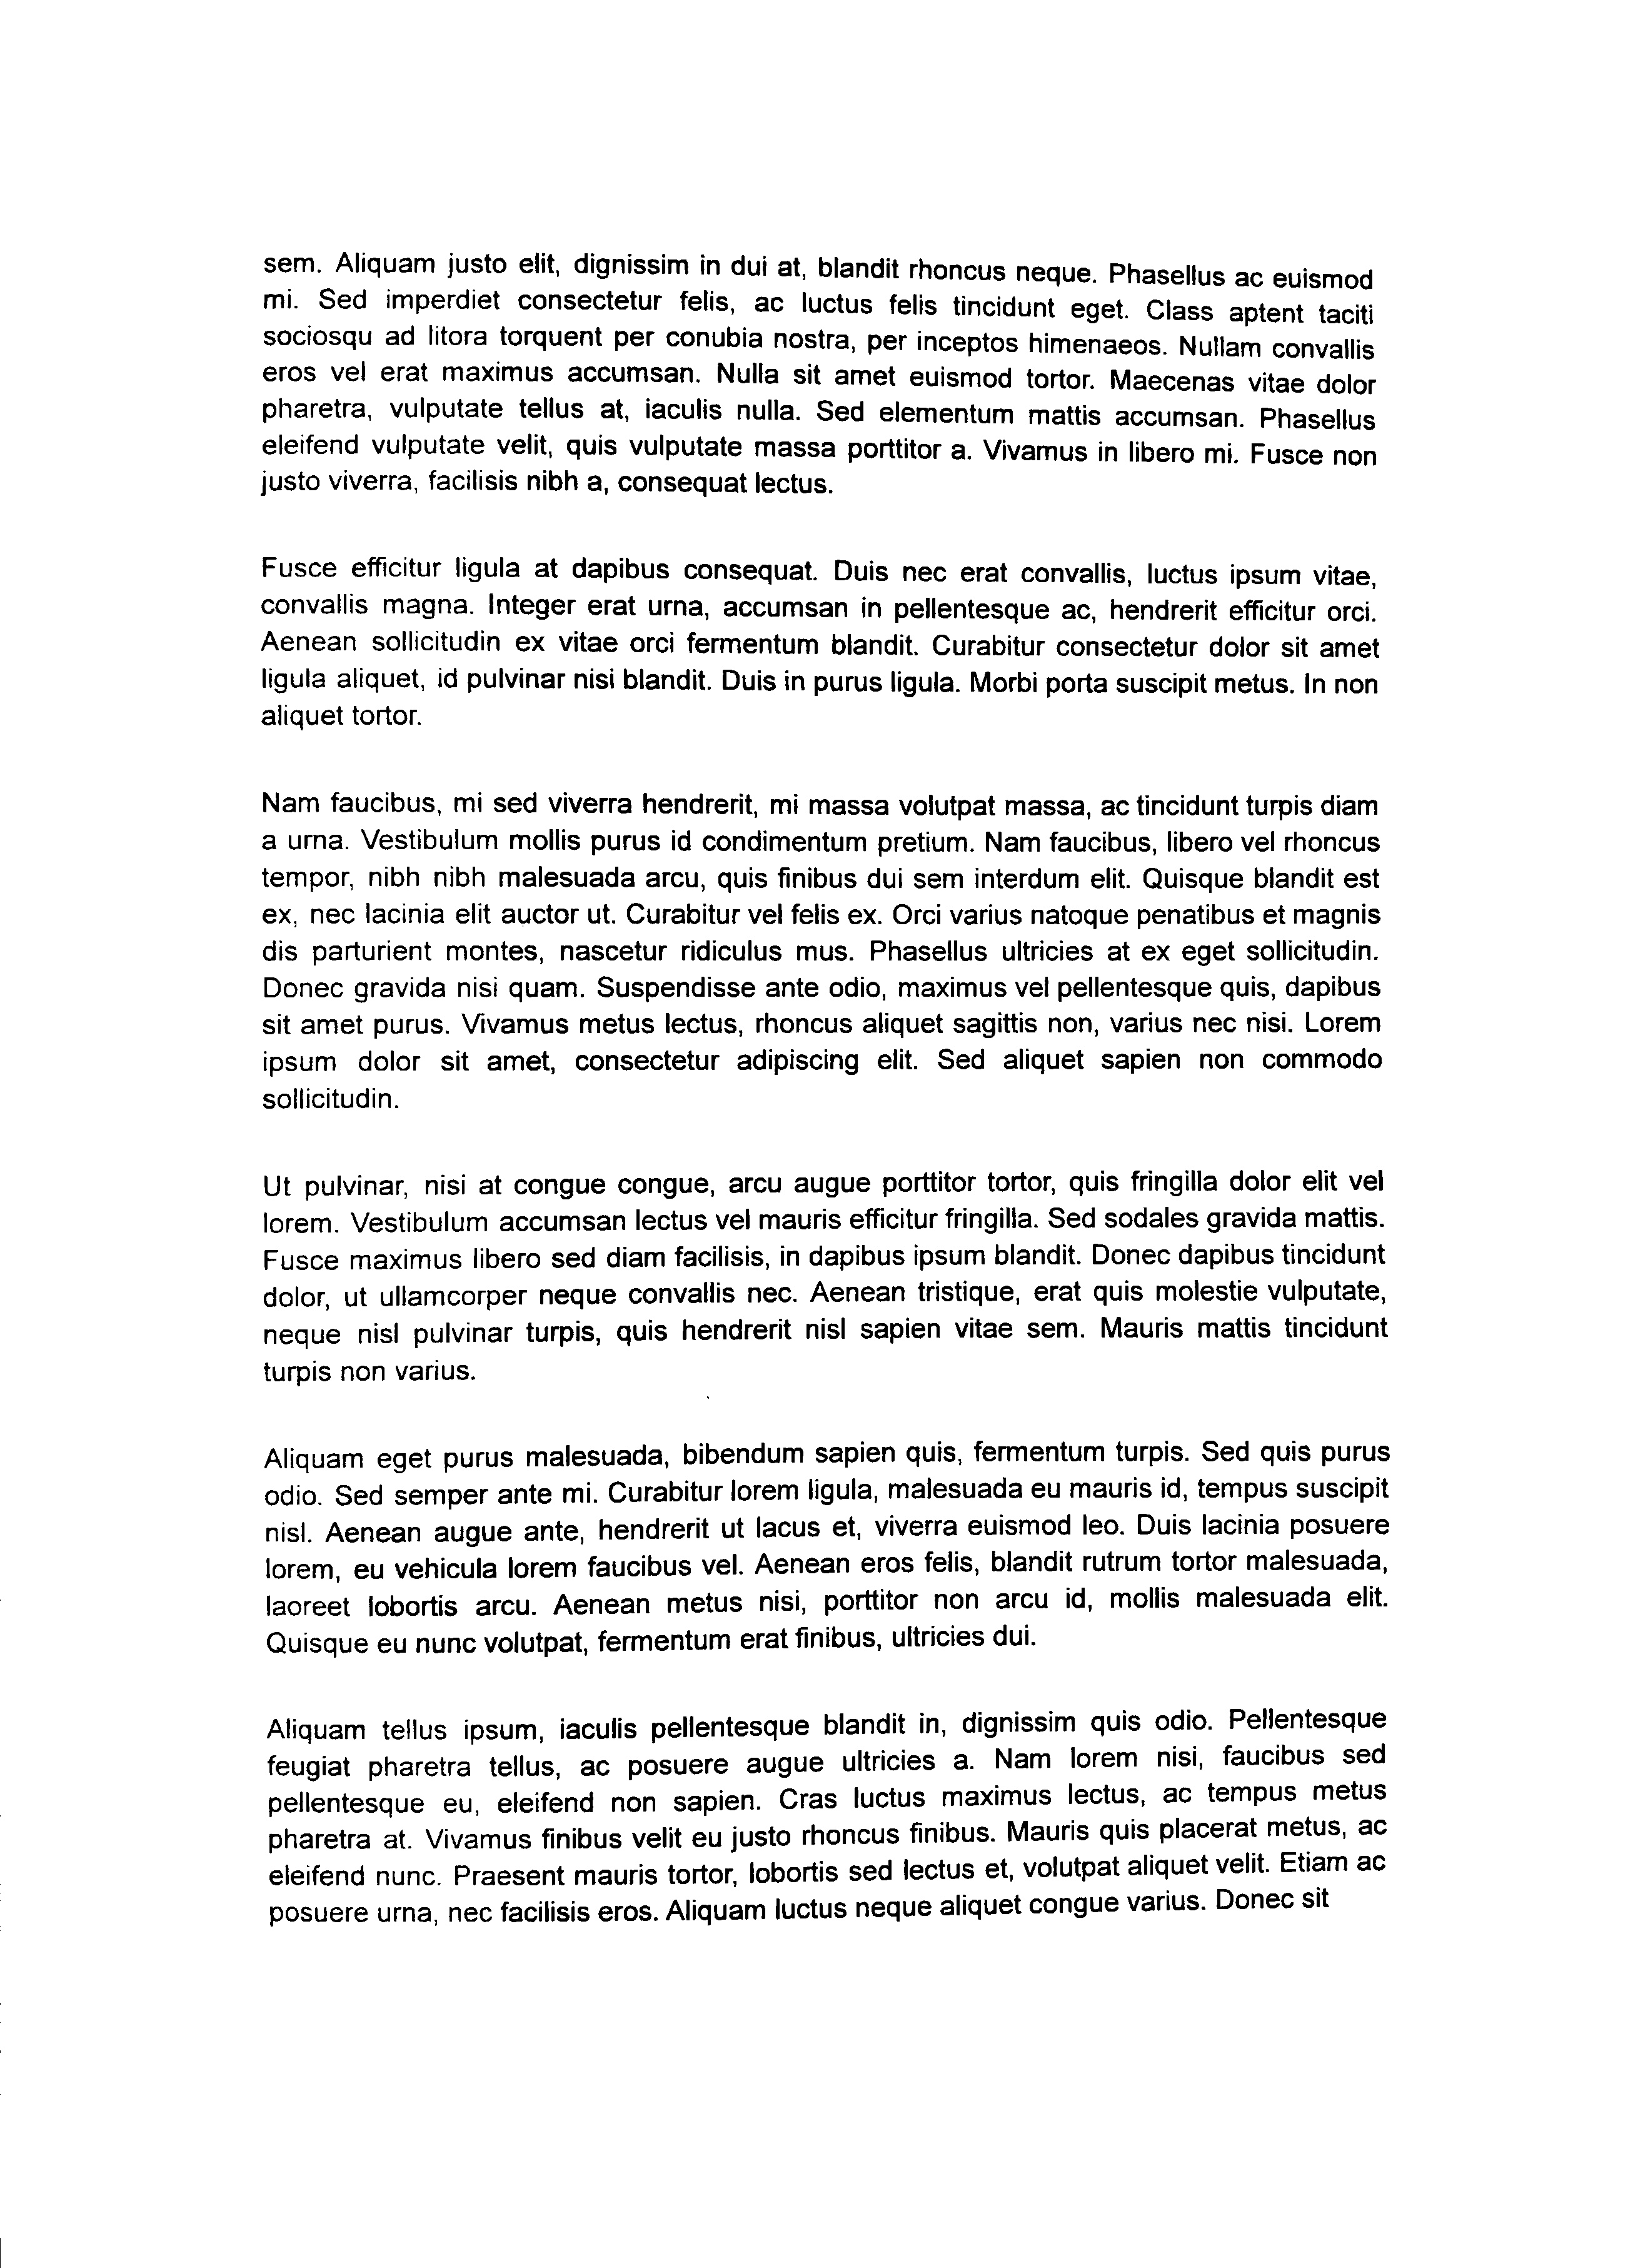 sem. Aliquam justo elit, dignissim in dui at, blandit rhoncus neque. Phasellus ac euismod
mi. Sed imperdiet consectetur felis, ac luctus felis tincidunt eget. Class aptent taciti
sociosqu ad litora torquent per conubia nostra, per inceptos himenaeos. Nullam convallis
eros vel erat maximus accumsan. Nulla sit amet euismod tortor. Maecenas vitae dolor
pharetra, vulputate tellus at, iaculis nulla. Sed elementum mattis accumsan. Phasellus
eleifend vulputate velit, quis vulputate massa porttitor a. Vivamus in libero mi. Fusce non
justo viverra, facilisis nibh a, consequat lectus.
Fusce efficitur ligula at dapibus consequat. Duis nec erat convallis, luctus ipsum vitae,
convallis magna. Integer erat urna, accumsan in pellentesque ac, hendrerit efficitur orci.
Aenean sollicitudin ex vitae orci fermentum blandit. Curabitur consectetur dolor sit amet
ligula aliquet, id pulvinar nisi blandit. Duis in purus ligula. Morbi porta suscipit metus. In non
aliquet tortor.
Nam faucibus, mi sed viverra hendrerit, mi massa volutpat massa, ac tincidunt turpis diam
a urna. Vestibulum mollis purus id condimentum pretium. Nam faucibus, libero vel rhoncus
tempor, nibh nibh malesuada arcu, quis finibus dui sem interdum elit. Quisque blandit est
ex, nec lacinia elit auctor ut. Curabitur vel felis ex. Orci varius natoque penatibus et magnis
dis parturient montes, nascetur ridiculus mus. Phasellus ultricies at ex eget sollicitudin.
Donec gravida nisi quam. Suspendisse ante odio, maximus vel pellentesque quis, dapibus
sit amet purus. Vivamus metus lectus, rhoncus aliquet sagittis non, varius nec nisi. Lorem
ipsum dolor sit amet, consectetur adipiscing elit. Sed aliquet sapien non commodo
sollicitudin.
Ut pulvinar, nisi at congue congue, arcu augue porttitor tortor, quis fringilla dolor elit vel
lorem. Vestibulum accumsan lectus vel mauris efficitur fringilla. Sed sodales gravida mattis.
Fusce maximus libero sed diam facilisis, in dapibus ipsum blandit. Donec dapibus tincidunt
dolor, ut ullamcorper neque convallis nec. Aenean tristique, erat quis molestie vulputate,
neque nisl pulvinar turpis, quis hendrerit nisl sapien vitae sem. Mauris mattis tincidunt
turpis non varius.
Aliquam eget purus malesuada, bibendum sapien quis, fermentum turpis. Sed quis purus
odio. Sed semper ante mi. Curabitur lorem ligula, malesuada eu mauris id, tempus suscipit
nisl. Aenean augue ante, hendrerit ut lacus et, viverra euismod leo. Duis lacinia posuere
lorem, eu vehicula lorem faucibus vel. Aenean eros felis, blandit rutrum tortor malesuada,
laoreet lobortis arcu. Aenean metus nisi, porttitor non arcu id, mollis malesuada elit.
Quisque eu nunc volutpat, fermentum erat finibus, ultricies dui.
Aliquam tellus ipsum, iaculis pellentesque blandit in, dignissim quis odio. Pellentesque
feugiat pharetra tellus, ac posuere augue ultricies a. Nam lorem nisi, faucibus sed
pellentesque eu, eleifend non sapien. Cras luctus maximus lectus, ac tempus metus
pharetra at. Vivamus finibus velit eu justo rhoncus finibus. Mauris quis placerat metus, ac
eleifend nunc. Praesent mauris tortor, lobortis sed lectus et, volutpat aliquet velit. Etiam ac
posuere urna, nec facilisis eros. Aliquam luctus neque aliquet congue varius. Donec sit